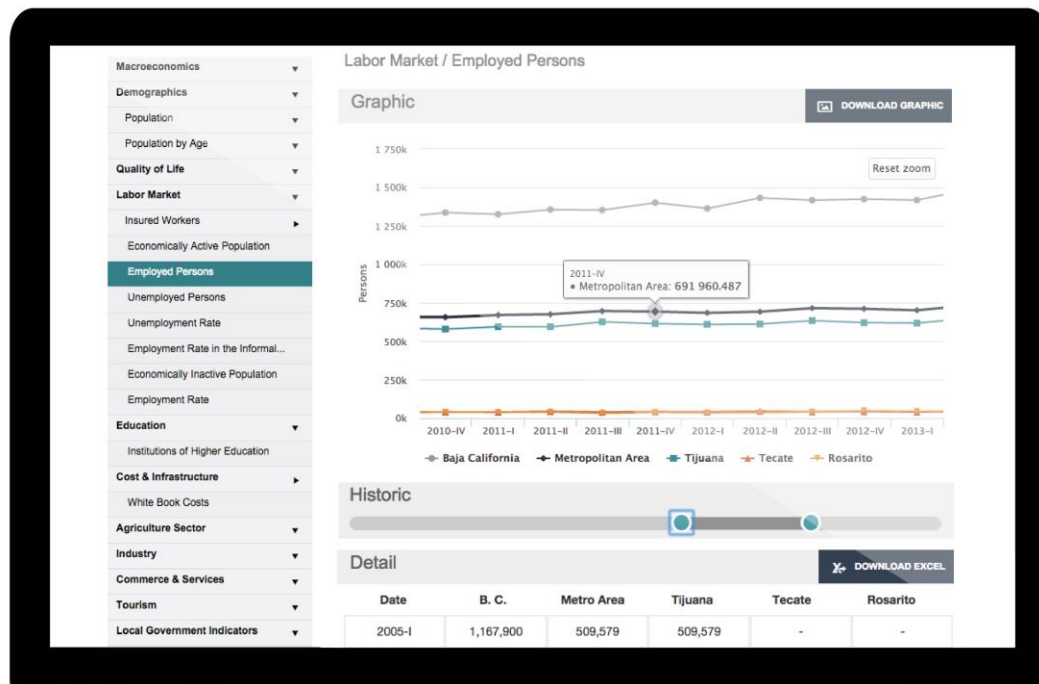 Macroeconomics
Demographics
Population
Population by Age
Quality of Life
Labor Market
Insured Workers
Economically Active Population
Employed Persons
Unemployed Persons
Unemployment Rate
Employment Rate in the Informal...
Economically Inactive Population
Employment Rate
Education
Institutions of Higher Education
Cost & Infrastructure
White Book Costs
Agriculture Sector
Industry
Commerce & Services
Tourism
Local Government Indicators
Labor Market / Employed Persons
Graphic
DOWNLOAD GRAPHIC
Reset zoom
Persons
1 750k
1 500k
1 250k
1 000k
750k
500k
250k
0k
2011-IV
Metropolitan Area: 691 960.487
2010-IV 2011-I 2011-II 2011-III 2011-IV 2012-I 2012-II 2012-III 2012-IV 2013-I
Baja California Metropolitan Area Tijuana Tecate Rosarito
Historic
Detail
DOWNLOAD EXCEL
Date B. C. Metro Area Tijuana Tecate Rosarito
2005-I 1,167,900 509,579 509,579 - -